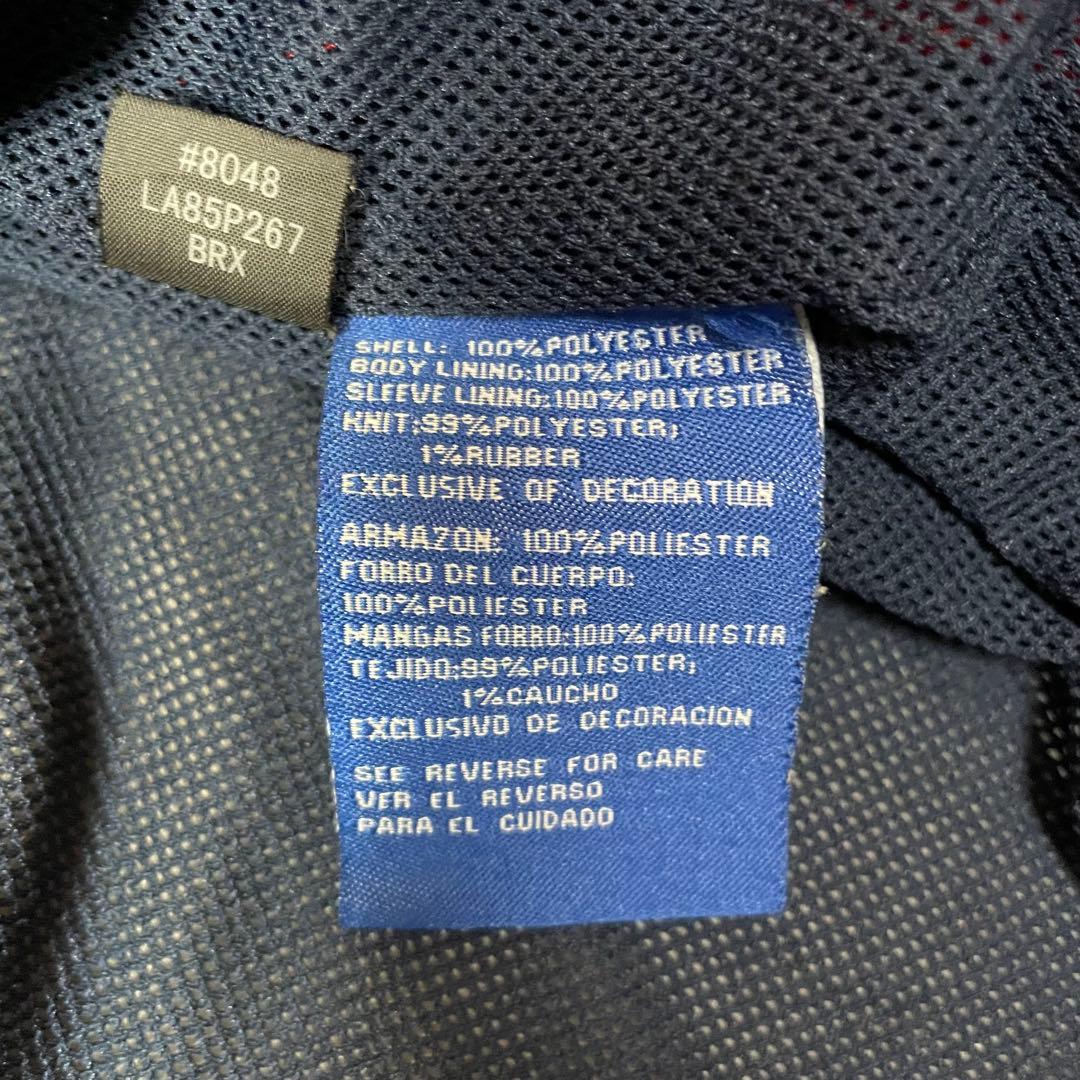 #8048
LA85P267
BRX
SHELL: 100%POLYESTER
BODY LINING:100%POLYESTER
SLEEVE LINING:100%POLYESTER
KNIT:99%POLYESTER;
1%RUBBER
EXCLUSIVE OF DECORATION
ARMAZON: 100%POLIESTER
FORRO DEL CUERPO:
100%POLIESTER
MANGAS FORRO:100%POLIESTER
TEJIDO:99%POLIESTER;
1%CAUCHO
EXCLUSIVO DE DECORACION
SEE REVERSE FOR CARE
VER EL REVERSO
PARA EL CUIDADO